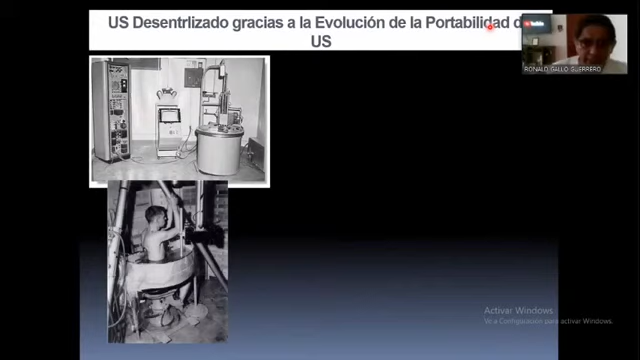 US Desentrlizado gracias a la Evolución de la Portabilidad
US
RONALD GALLO GUERRERO
Activar Windows
Ve a Configuración para activar Windows.